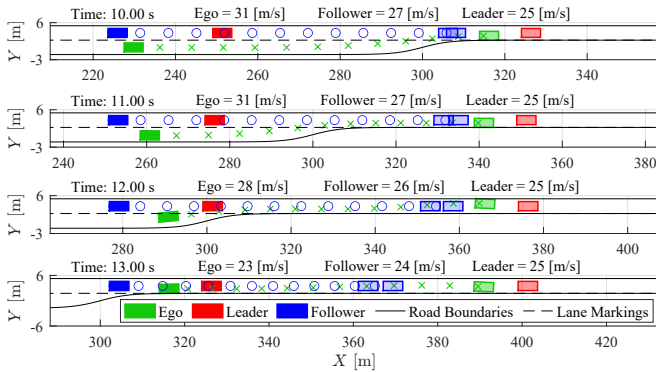 Time: 10.00 s Ego = 31 [m/s] Follower = 27 [m/s] Leader = 25 [m/s]
Y [m]
6
-3
220 240 260 280 300 320 340
Time: 11.00 s Ego = 31 [m/s] Follower = 27 [m/s] Leader = 25 [m/s]
Y [m]
6
-3
240 260 280 300 320 340 360 380
Time: 12.00 s Ego = 28 [m/s] Follower = 26 [m/s] Leader = 25 [m/s]
Y [m]
6
-3
280 300 320 340 360 380 400
Time: 13.00 s Ego = 23 [m/s] Follower = 24 [m/s] Leader = 25 [m/s]
Y [m]
6
-6
Ego Leader Follower Road Boundaries Lane Markings
300 320 340 360 380 400 420
X [m]